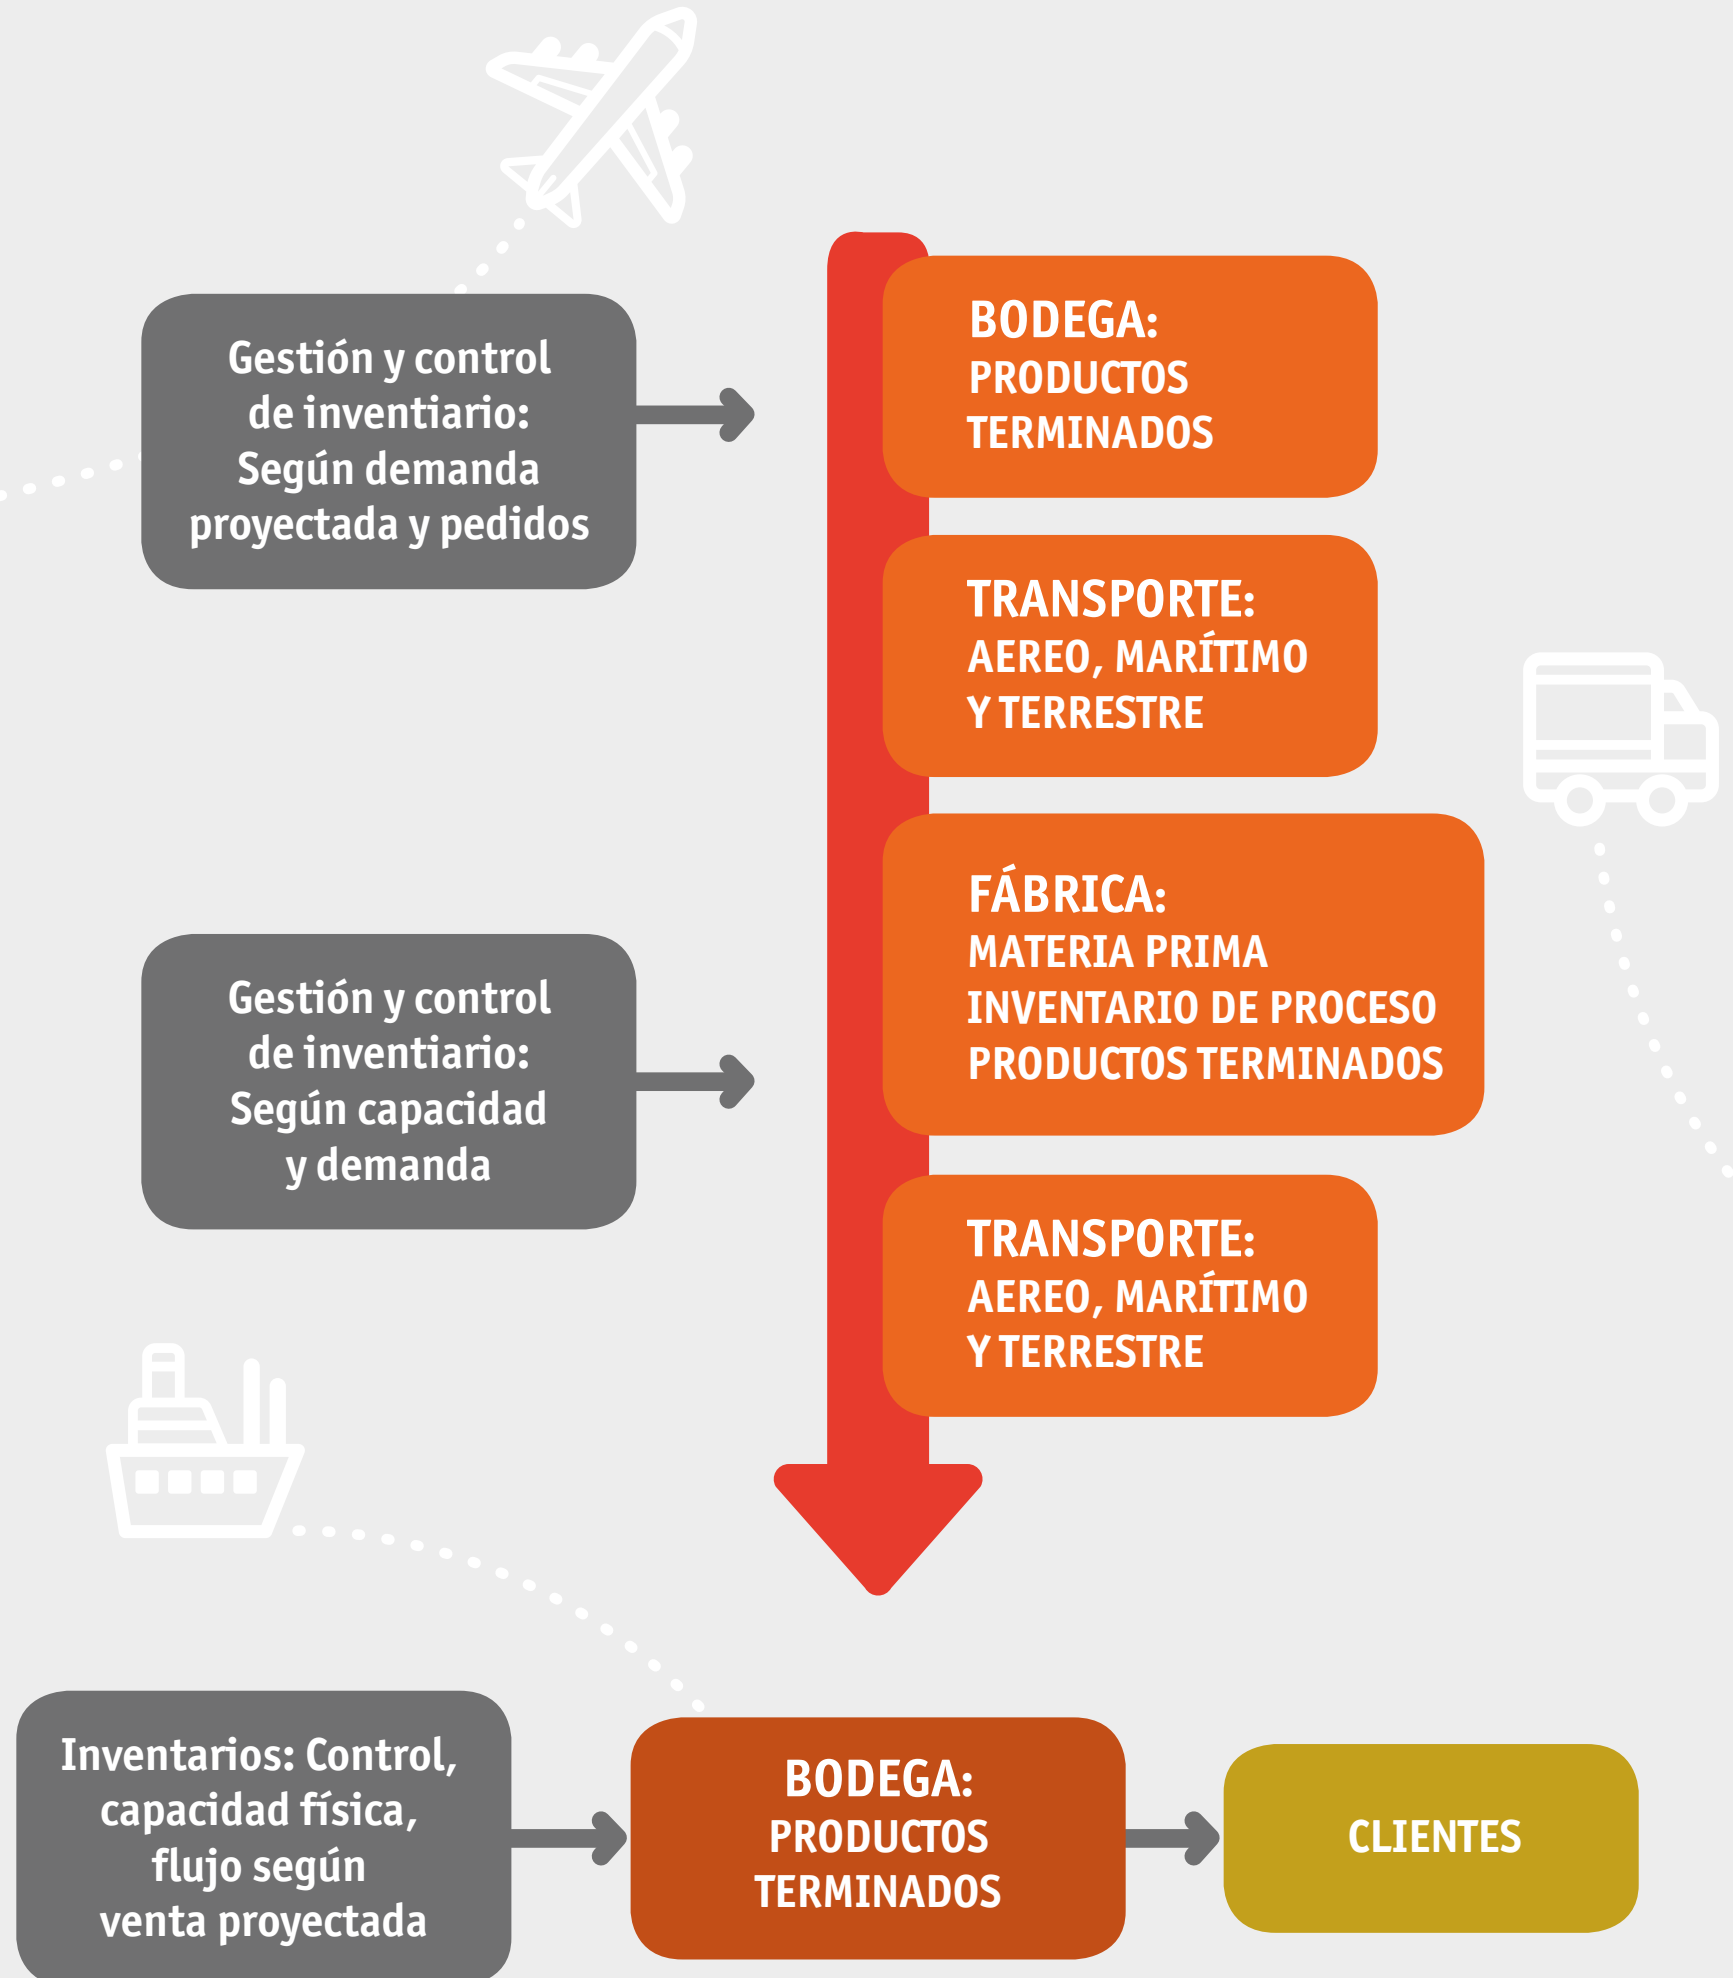 Gestión y control
de inventiario:
Según demanda
proyectada y pedidos
BODEGA:
PRODUCTOS
TERMINADOS
TRANSPORTE:
AEREO, MARÍTIMO
Y TERRESTRE
Gestión y control
de inventiario:
Según capacidad
y demanda
FÁBRICA:
MATERIA PRIMA
INVENTARIO DE PROCESO
PRODUCTOS TERMINADOS
TRANSPORTE:
AEREO, MARÍTIMO
Y TERRESTRE
Inventarios: Control,
capacidad física,
flujo según
venta proyectada
BODEGA:
PRODUCTOS
TERMINADOS
CLIENTES